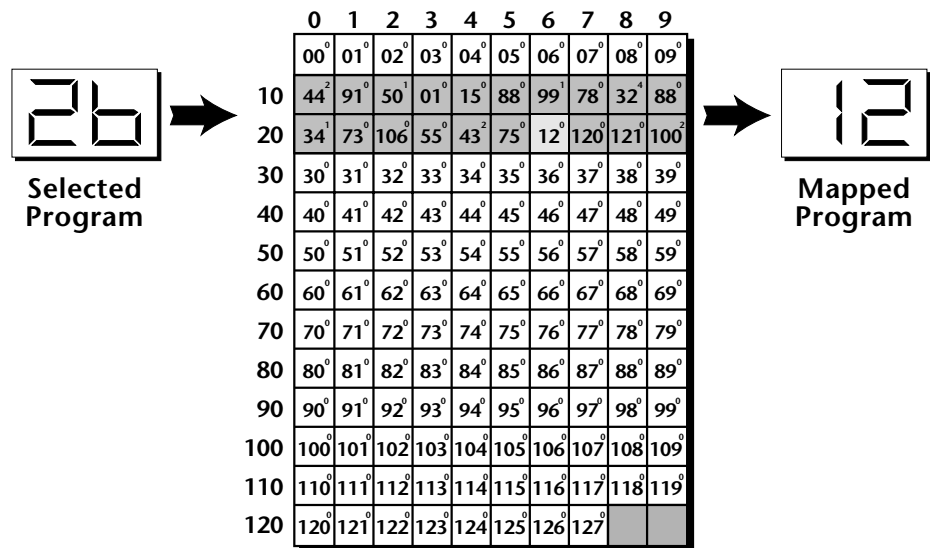 0 1 2 3 4 5 6 7 8 9
00⁰ 01⁰ 02⁰ 03⁰ 04⁰ 05⁰ 06⁰ 07⁰ 08⁰ 09⁰
10 44² 91⁰ 50¹ 01⁰ 15⁰ 88⁰ 99¹ 78⁰ 32⁴ 88⁰
20 34¹ 73⁰ 106⁰ 55⁰ 43² 75⁰ 12⁰ 120⁰ 121⁰ 100²
26
Selected
Program
12
Mapped
Program
30 30⁰ 31⁰ 32⁰ 33⁰ 34⁰ 35⁰ 36⁰ 37⁰ 38⁰ 39⁰
40 40⁰ 41⁰ 42⁰ 43⁰ 44⁰ 45⁰ 46⁰ 47⁰ 48⁰ 49⁰
50 50⁰ 51⁰ 52⁰ 53⁰ 54⁰ 55⁰ 56⁰ 57⁰ 58⁰ 59⁰
60 60⁰ 61⁰ 62⁰ 63⁰ 64⁰ 65⁰ 66⁰ 67⁰ 68⁰ 69⁰
70 70⁰ 71⁰ 72⁰ 73⁰ 74⁰ 75⁰ 76⁰ 77⁰ 78⁰ 79⁰
80 80⁰ 81⁰ 82⁰ 83⁰ 84⁰ 85⁰ 86⁰ 87⁰ 88⁰ 89⁰
90 90⁰ 91⁰ 92⁰ 93⁰ 94⁰ 95⁰ 96⁰ 97⁰ 98⁰ 99⁰
100 100⁰ 101⁰ 102⁰ 103⁰ 104⁰ 105⁰ 106⁰ 107⁰ 108⁰ 109⁰
110 110⁰ 111⁰ 112⁰ 113⁰ 114⁰ 115⁰ 116⁰ 117⁰ 118⁰ 119⁰
120 120⁰ 121⁰ 122⁰ 123⁰ 124⁰ 125⁰ 126⁰ 127⁰